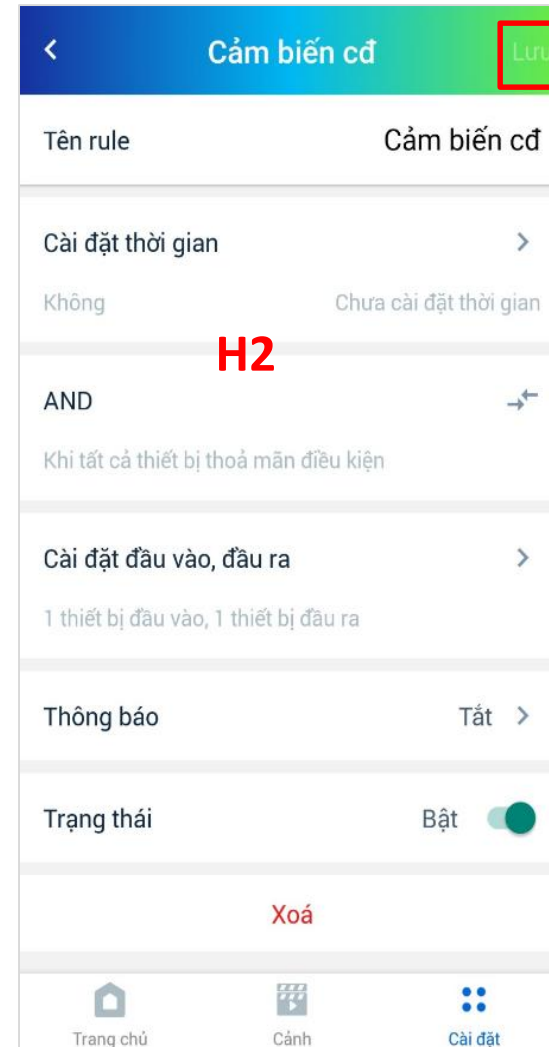 Cảm biến cđ
Lưu
Tên rule
Cảm biến cđ
Cài đặt thời gian
Không
Chưa cài đặt thời gian
H2
AND
Khi tất cả thiết bị thoả mãn điều kiện
Cài đặt đầu vào, đầu ra
1 thiết bị đầu vào, 1 thiết bị đầu ra
Thông báo
Tắt
Trạng thái
Bật
Xoá
Trang chủ
Cảnh
Cài đặt